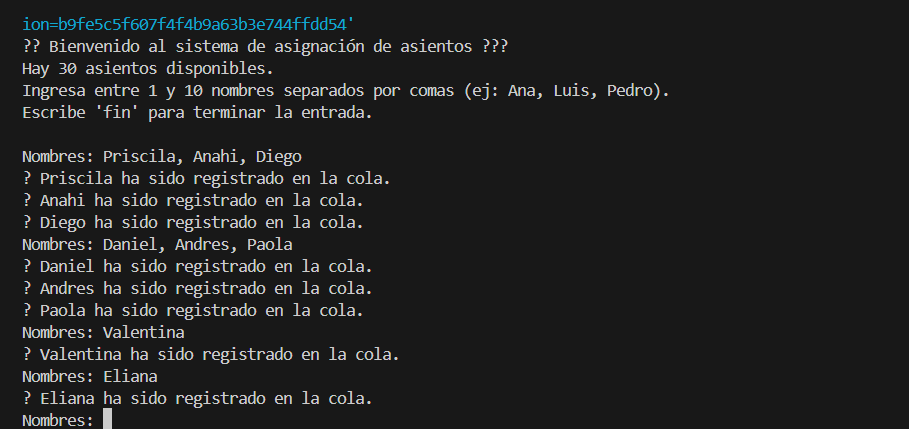 ion=b9fe5c5f607f4f4b9a63b3e744ffdd54'
?? Bienvenido al sistema de asignación de asientos ???
Hay 30 asientos disponibles.
Ingresa entre 1 y 10 nombres separados por comas (ej: Ana, Luis, Pedro).
Escribe 'fin' para terminar la entrada.
Nombres: Priscila, Anahi, Diego
? Priscila ha sido registrado en la cola.
? Anahi ha sido registrado en la cola.
? Diego ha sido registrado en la cola.
Nombres: Daniel, Andres, Paola
? Daniel ha sido registrado en la cola.
? Andres ha sido registrado en la cola.
? Paola ha sido registrado en la cola.
Nombres: Valentina
? Valentina ha sido registrado en la cola.
Nombres: Eliana
? Eliana ha sido registrado en la cola.
Nombres: